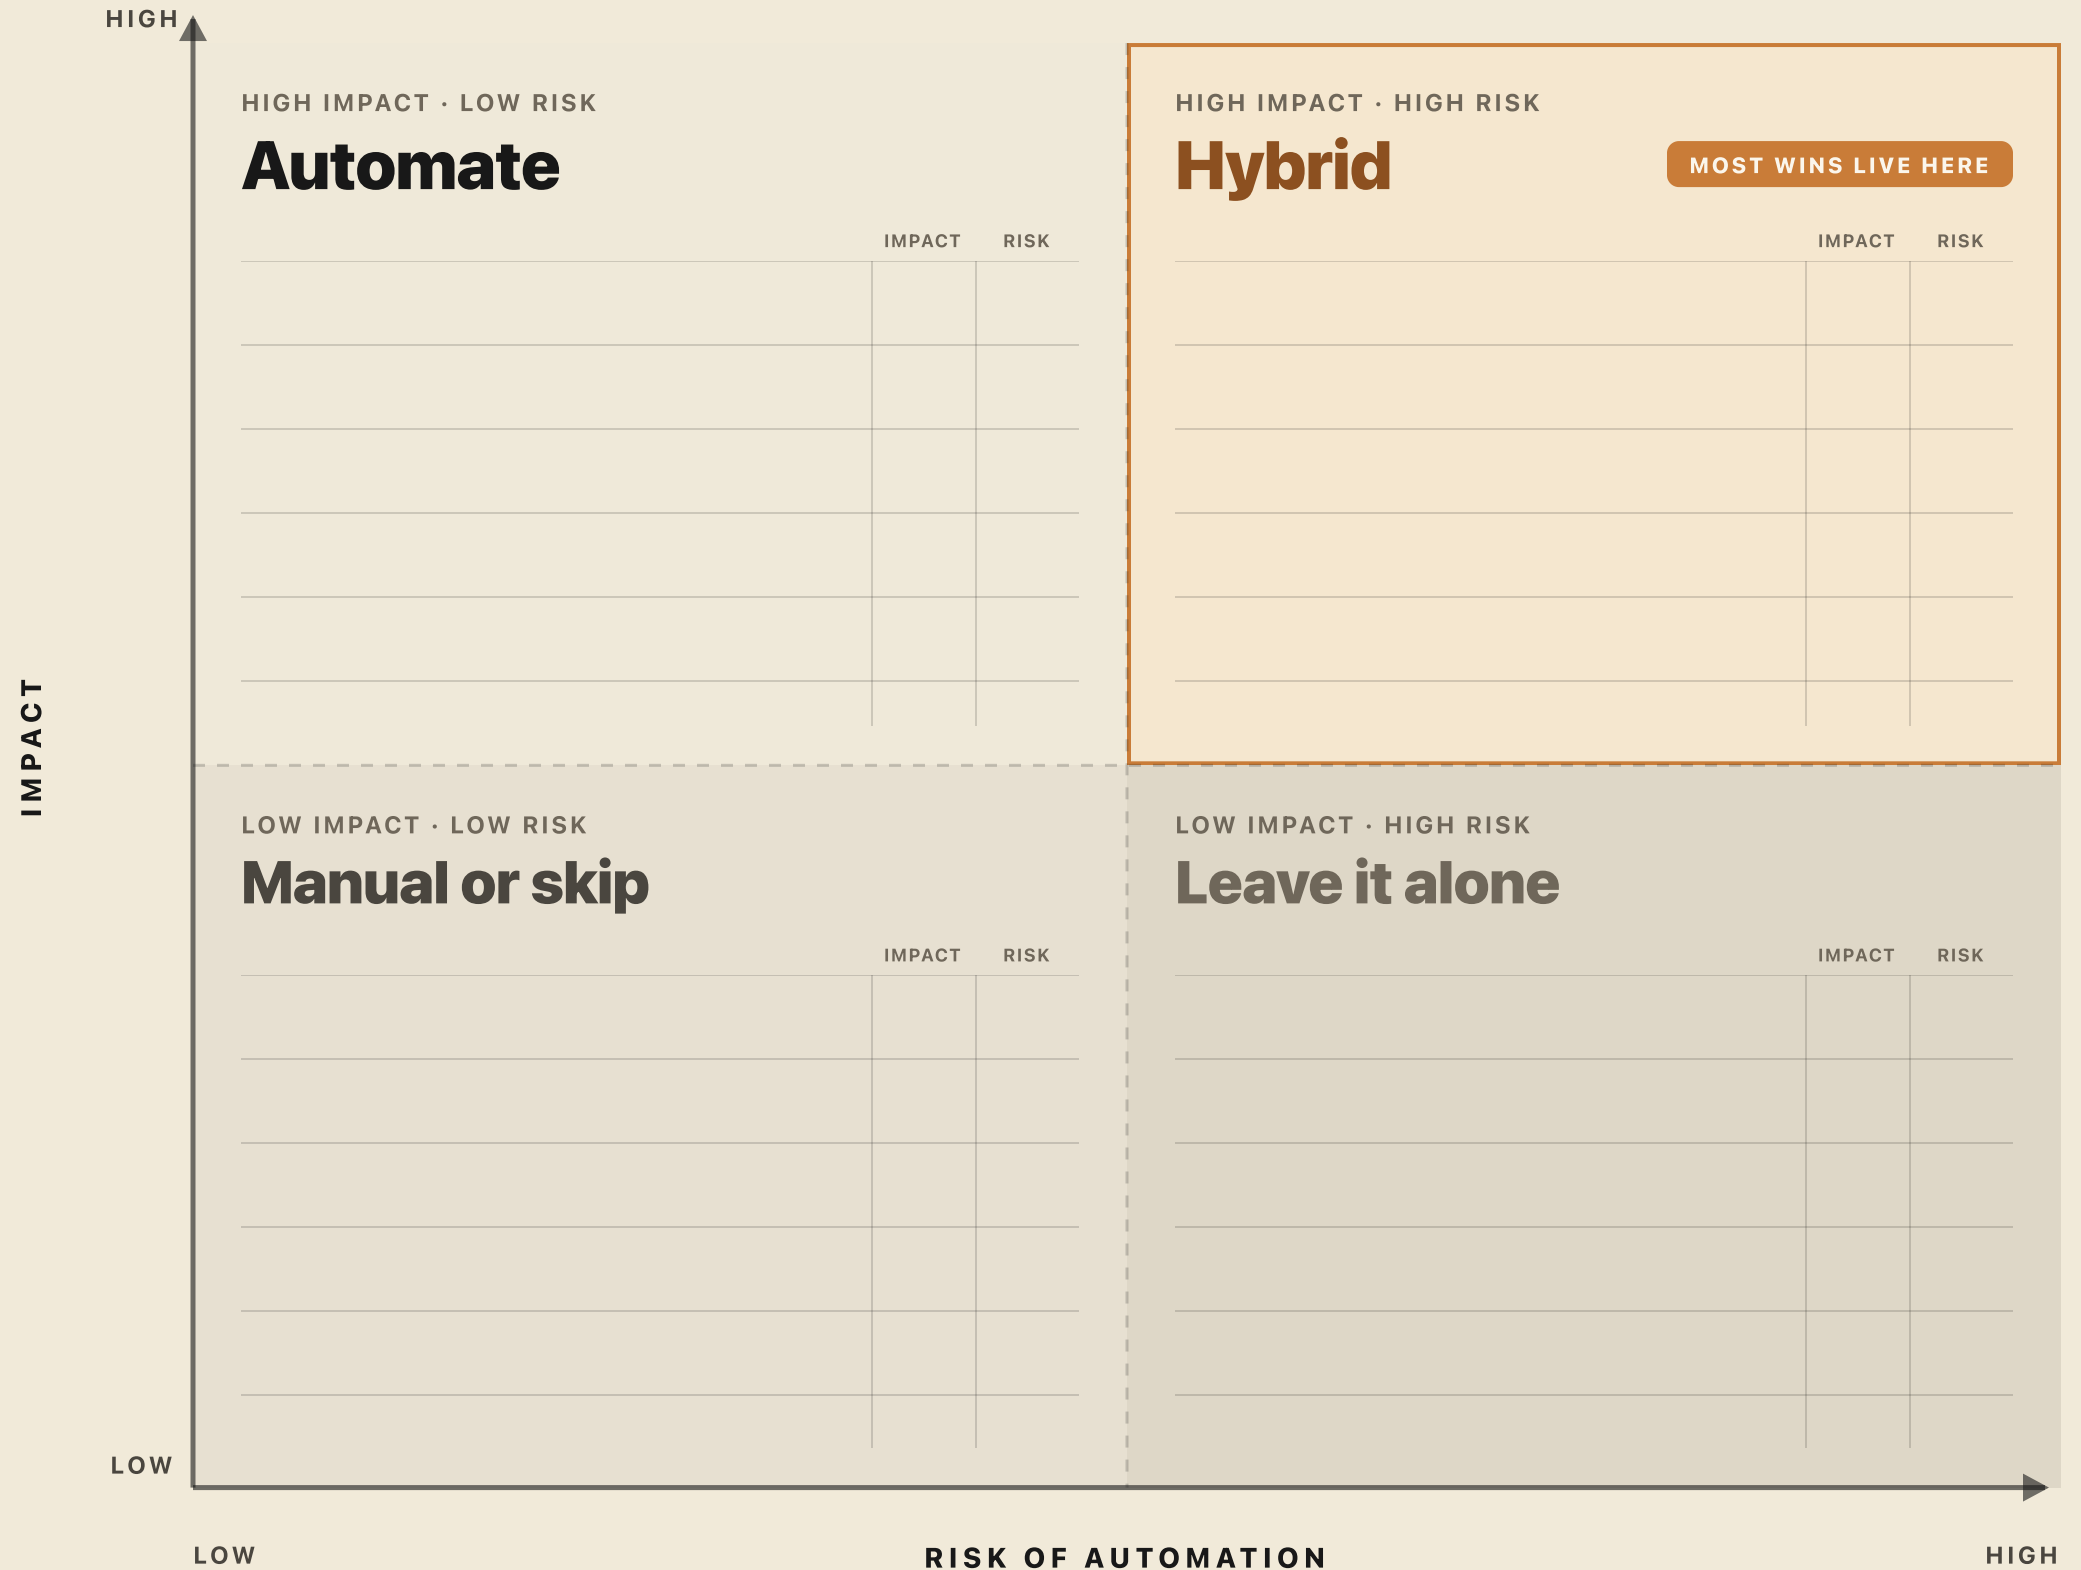 HIGH
HIGH IMPACT · LOW RISK
Automate
IMPACT RISK
HIGH IMPACT · HIGH RISK
Hybrid
MOST WINS LIVE HERE
IMPACT RISK
IMPACT
LOW IMPACT · LOW RISK
Manual or skip
IMPACT RISK
LOW IMPACT · HIGH RISK
Leave it alone
IMPACT RISK
LOW
LOW
RISK OF AUTOMATION
HIGH